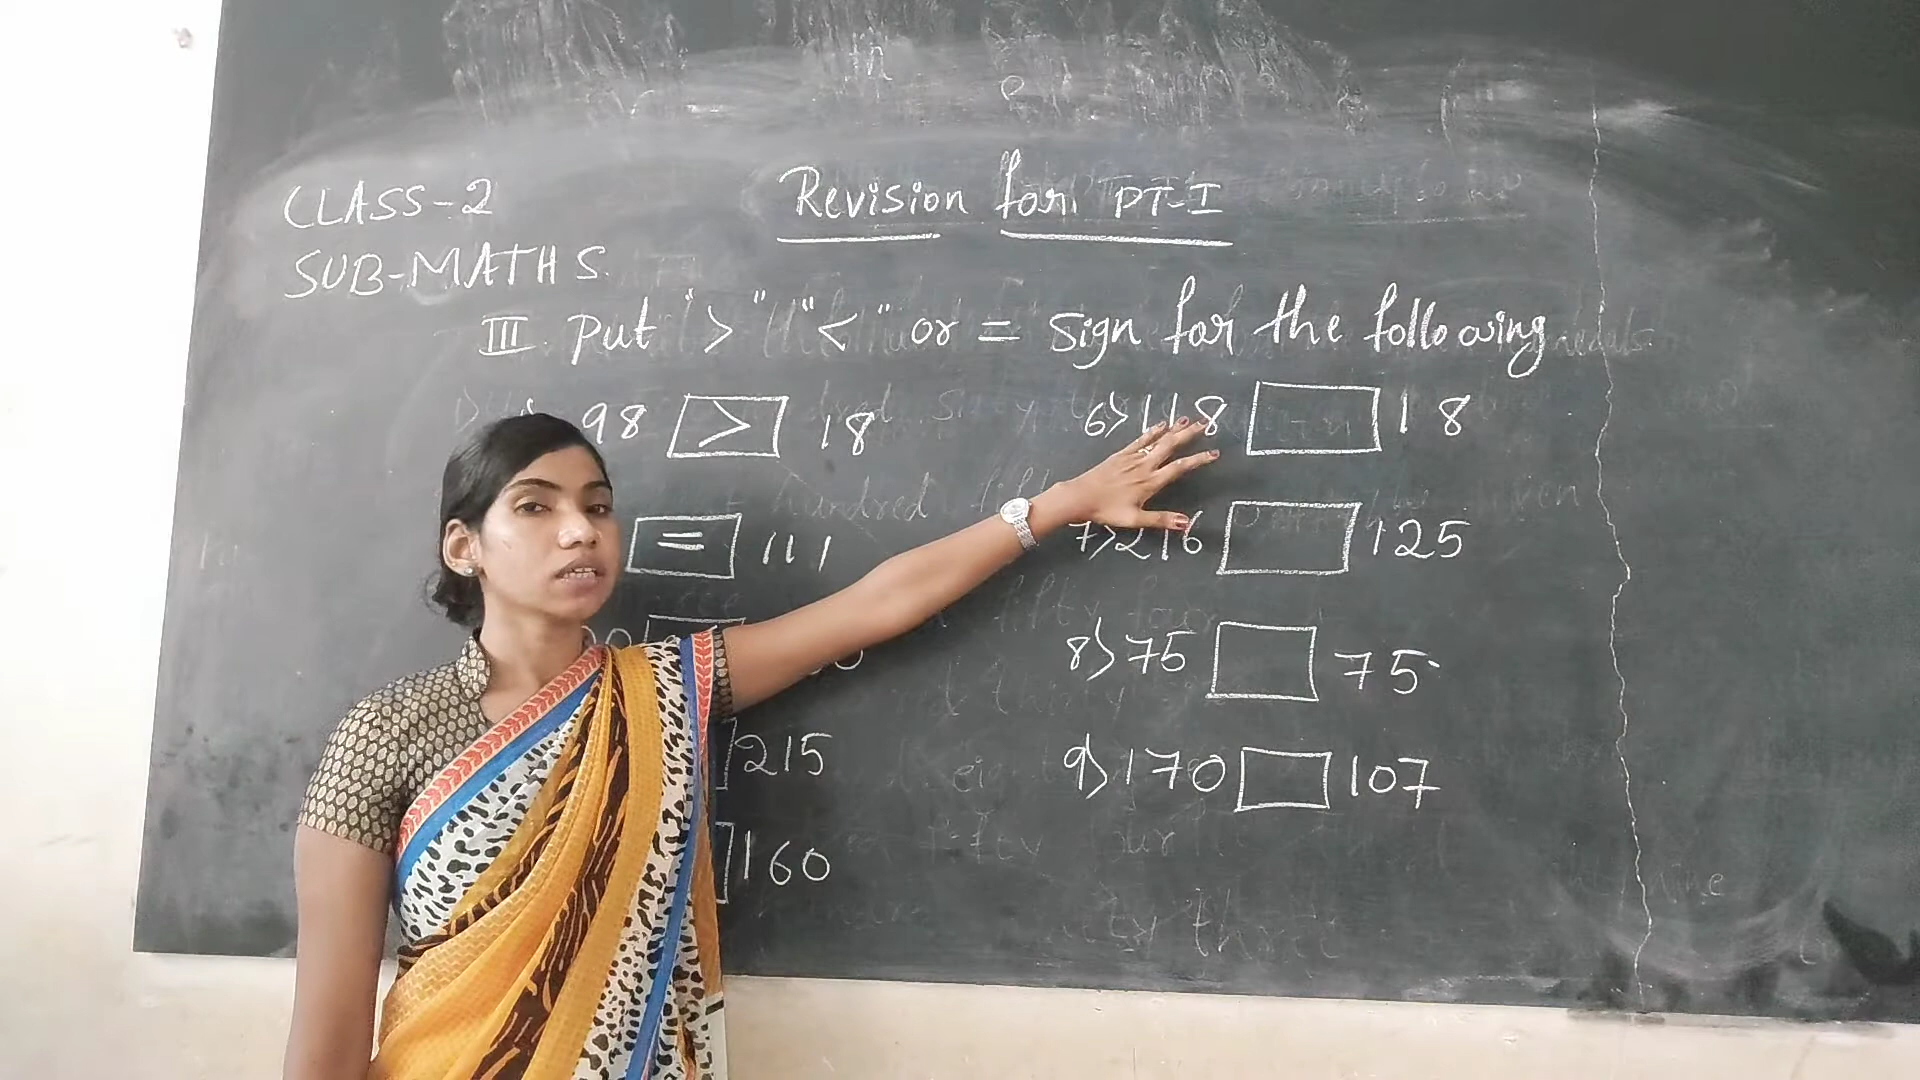 CLASS-2
Revision for PT-I
SUB-MATHS.
III. Put ">" "<" or = sign for the following
98 > 18
6) 118 18
= 111
7) 216 125
8) 75 75
215
9) 170 107
160